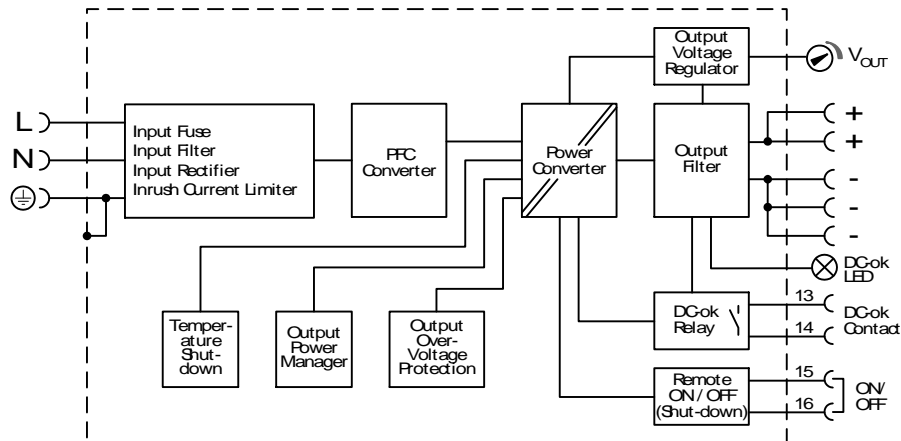 Output
Voltage
Regulator
V OUT
L
N
Input Fuse
Input Filter
Input Rectifier
Inrush Current Limiter
PFC
Converter
Power
Converter
Output
Filter
+
+
-
-
-
DC-ok
LED
Temper-
ature
Shut-
down
Output
Power
Manager
Output
Over-
Voltage
Protection
DC-ok
Relay
13
14
DC-ok
Contact
Remote
ON / OFF
(Shut-down)
15
16
ON/
OFF